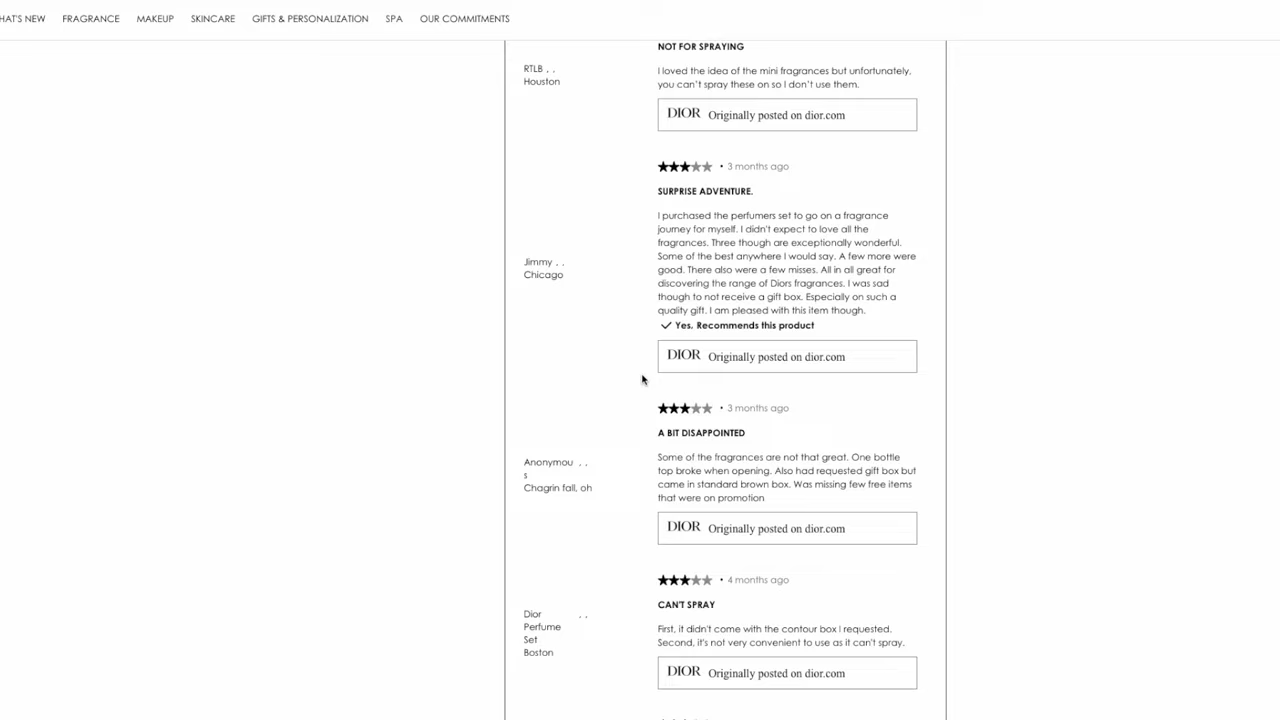 HAT'S NEW FRAGRANCE MAKEUP SKINCARE GIFTS & PERSONALIZATION SPA OUR COMMITMENTS
NOT FOR SPRAYING
RTLB , ,
Houston
I loved the idea of the mini fragrances but unfortunately,
you can't spray these on so I don't use them.
DIOR Originally posted on dior.com
★★★★★ • 3 months ago
SURPRISE ADVENTURE.
Jimmy , ,
Chicago
I purchased the perfumers set to go on a fragrance
journey for myself. I didn't expect to love all the
fragrances. Three though are exceptionally wonderful.
Some of the best anywhere I would say. A few more were
good. There also were a few misses. All in all great for
discovering the range of Diors fragrances. I was sad
though to not receive a gift box. Especially on such a
quality gift. I am pleased with this item though.
✓ Yes, Recommends this product
DIOR Originally posted on dior.com
★★★★★ • 3 months ago
A BIT DISAPPOINTED
Anonymou , ,
s
Chagrin fall, oh
Some of the fragrances are not that great. One bottle
top broke when opening. Also had requested gift box but
came in standard brown box. Was missing few free items
that were on promotion
DIOR Originally posted on dior.com
★★★★★ • 4 months ago
CAN'T SPRAY
Dior , ,
Perfume
Set
Boston
First, it didn't come with the contour box I requested.
Second, it's not very convenient to use as it can't spray.
DIOR Originally posted on dior.com